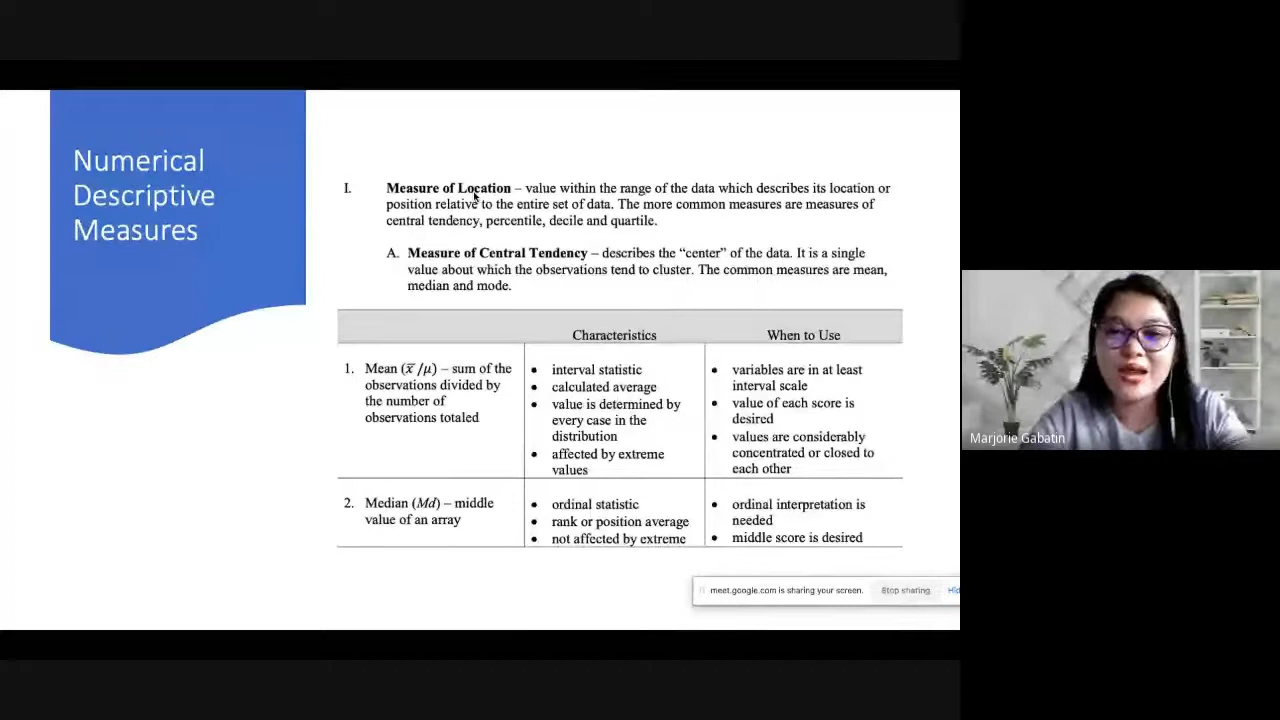 Numerical
Descriptive
Measures
I. Measure of Location – value within the range of the data which describes its location or
position relative to the entire set of data. The more common measures are measures of
central tendency, percentile, decile and quartile.
A. Measure of Central Tendency – describes the “center” of the data. It is a single
value about which the observations tend to cluster. The common measures are mean,
median and mode.
Characteristics
When to Use
1. Mean (x̅ /μ) – sum of the
observations divided by
the number of
observations totaled
• interval statistic
• calculated average
• value is determined by
every case in the
distribution
• affected by extreme
values
• variables are in at least
interval scale
• value of each score is
desired
• values are considerably
concentrated or closed to
each other
2. Median (Md) – middle
value of an array
• ordinal statistic
• rank or position average
• not affected by extreme
• ordinal interpretation is
needed
• middle score is desired
meet.google.com is sharing your screen.
Stop sharing
Hid
Marjorie Gabatin